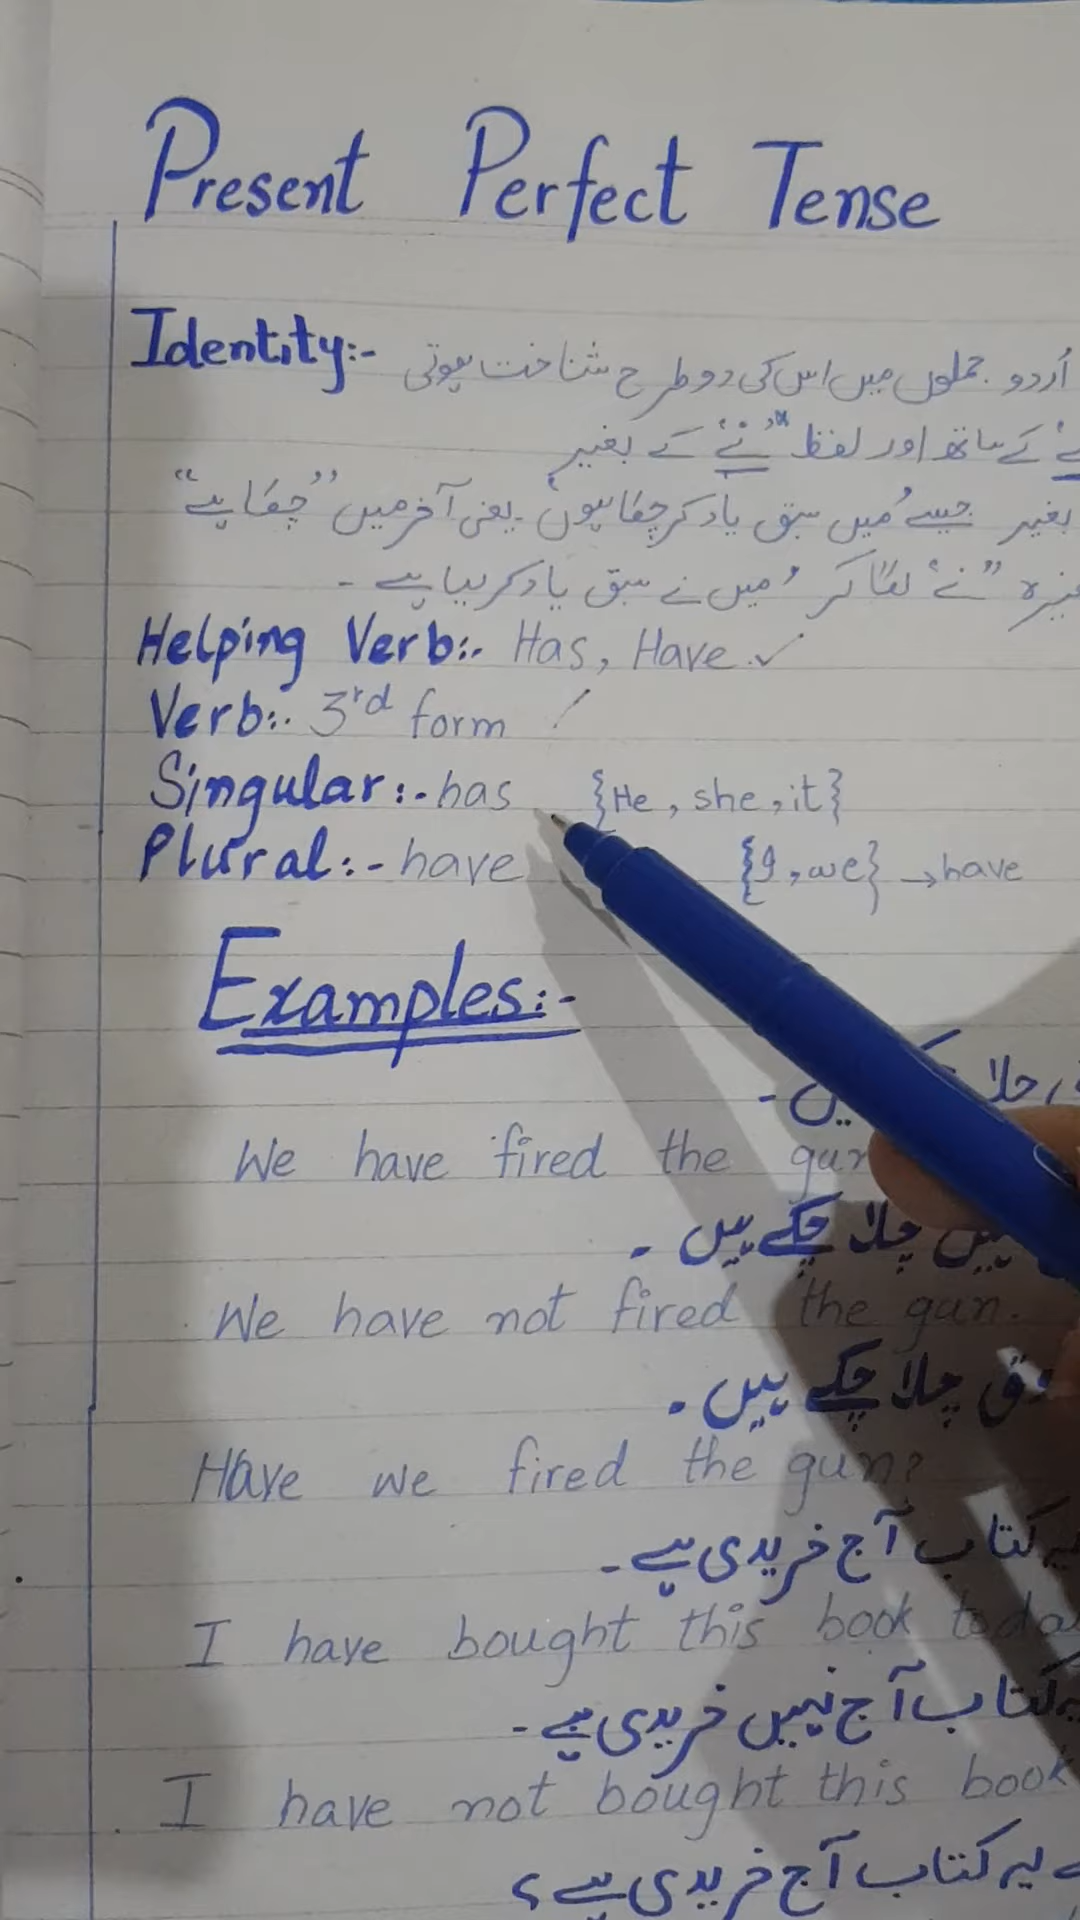 Present Perfect Tense
Identity:- اُردو جملوں میں اس کی دو طرح شناخت ہوتی
کے ساتھ اور لفظ "نے" کے بغیر
بغیر جیسے میں سبق یاد کر چکا ہوں یعنی آخر میں "چکا ہے"
"نے" لگا کر میں نے سبق یاد کر لیا ہے -
Helping Verb:- Has, Have ✓
Verb:- 3rd form
Singular:- has {He, she, it}
Plural:- have {I, we} → have
Examples:-
چلا
We have fired the gun
نہیں چلا چکے ہیں -
We have not fired the gun.
چلا چکے ہیں .
Have we fired the gun?
یہ کتاب آج خریدی ہے -
I have bought this book toda
کتاب آج نہیں خریدی ہے -
I have not bought this book
یہ کتاب آج خریدی ہے ؟